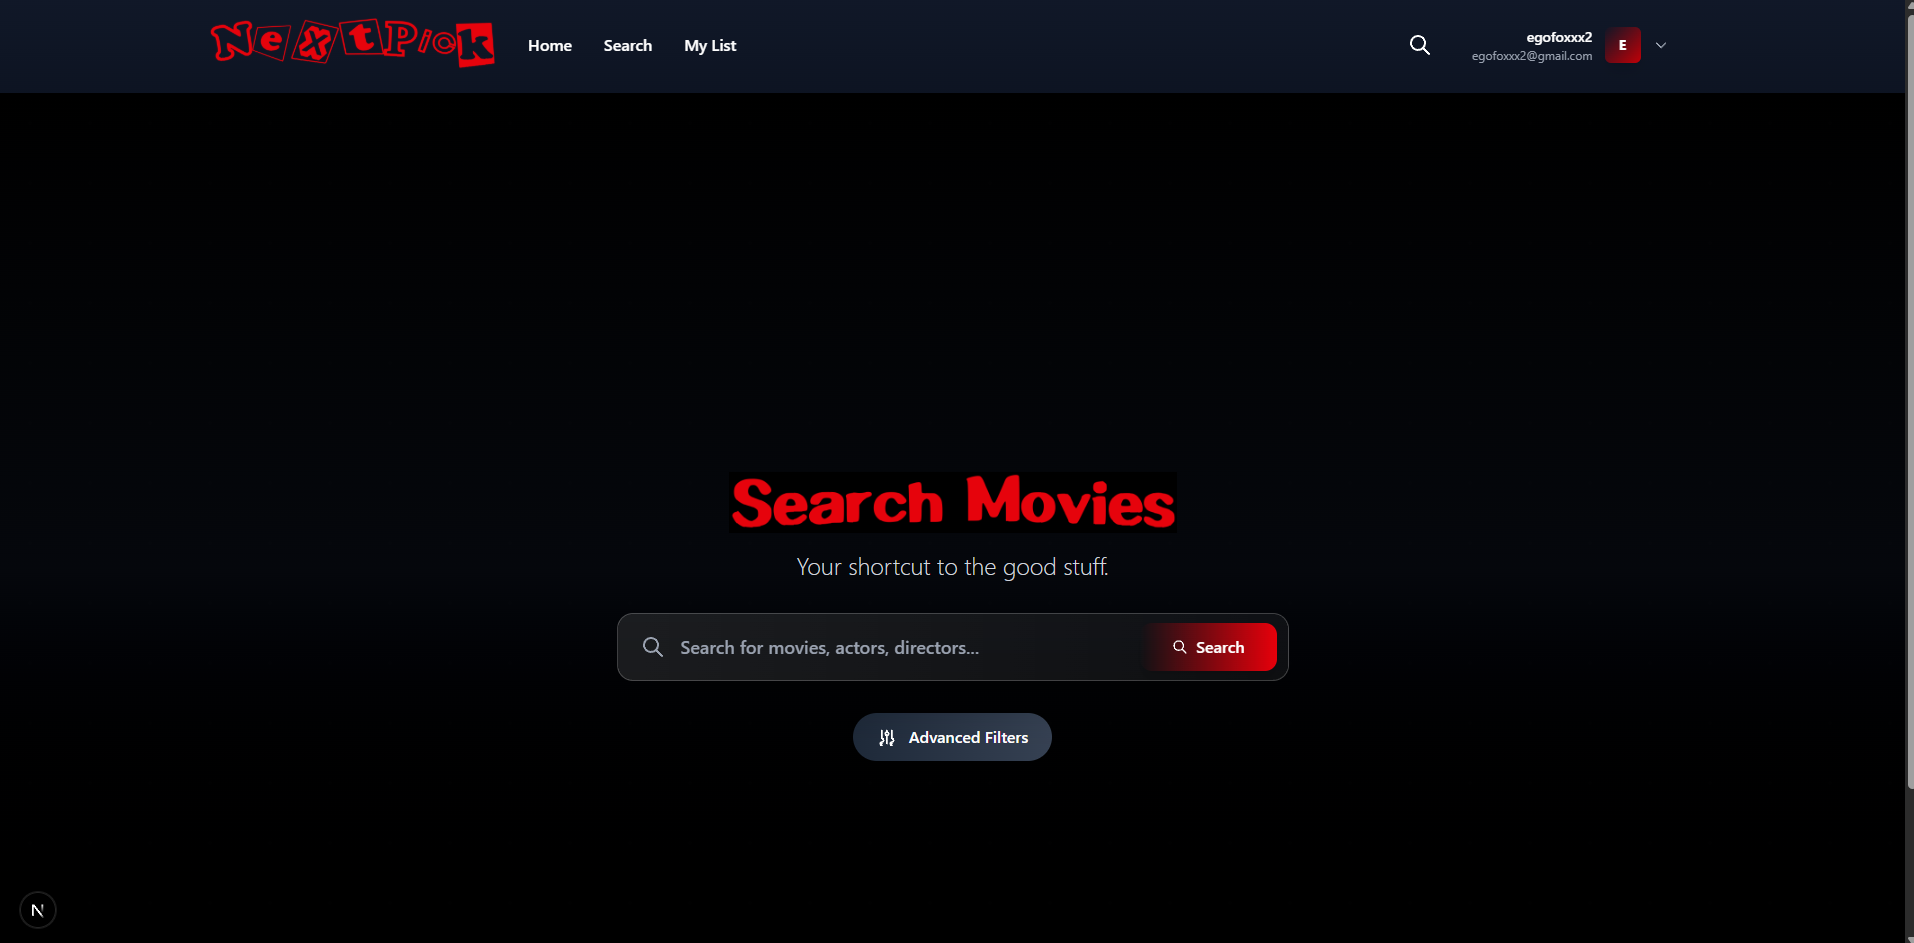 NextPick
Home Search My List
egofoxxx2
egofoxxx2@gmail.com
E
Search Movies
Your shortcut to the good stuff.
Search for movies, actors, directors...
Search
Advanced Filters
N